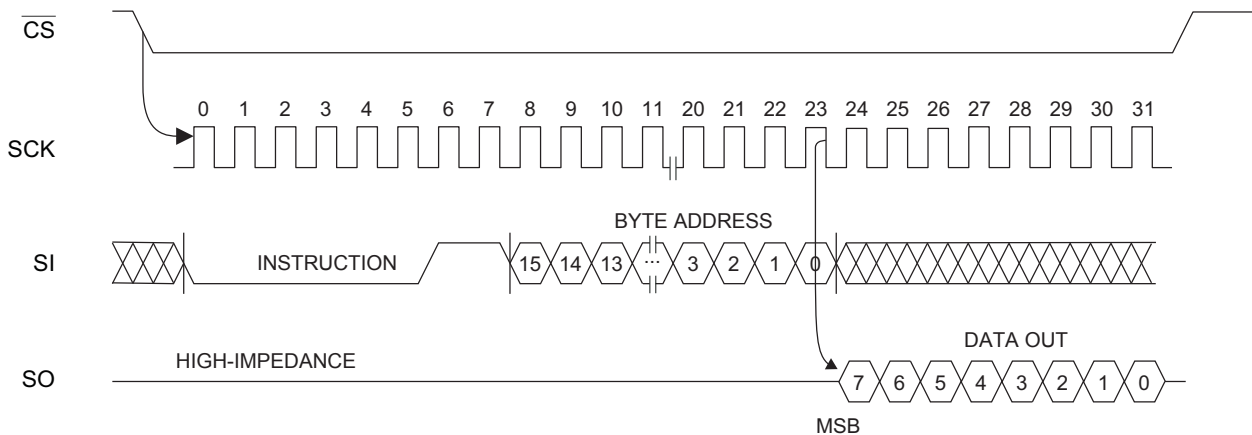 CS
0 1 2 3 4 5 6 7 8 9 10 11 20 21 22 23 24 25 26 27 28 29 30 31
SCK
BYTE ADDRESS
SI INSTRUCTION 15 14 13 ... 3 2 1 0
DATA OUT
HIGH-IMPEDANCE
SO 7 6 5 4 3 2 1 0
MSB